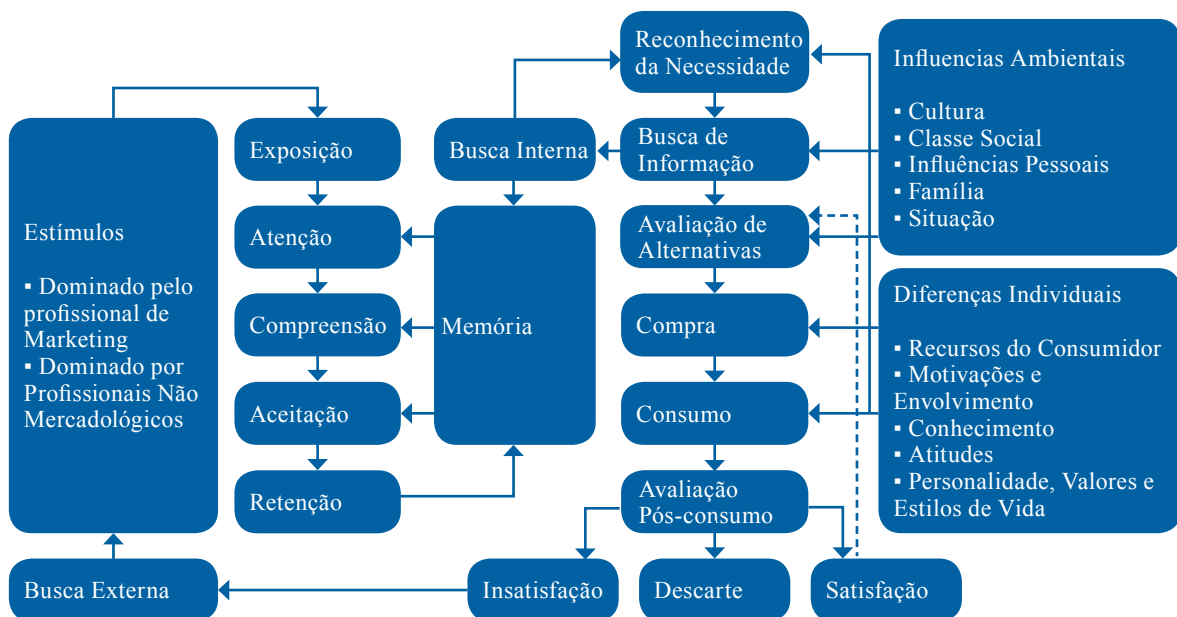 Estímulos
▪ Dominado pelo
profissional de
Marketing
▪ Dominado por
Profissionais Não
Mercadológicos
Busca Externa
Exposição
Atenção
Compreensão
Aceitação
Retenção
Busca Interna
Memória
Reconhecimento
da Necessidade
Busca de
Informação
Avaliação de
Alternativas
Compra
Consumo
Avaliação
Pós-consumo
Insatisfação
Descarte
Satisfação
Influencias Ambientais
▪ Cultura
▪ Classe Social
▪ Influências Pessoais
▪ Família
▪ Situação
Diferenças Individuais
▪ Recursos do Consumidor
▪ Motivações e
Envolvimento
▪ Conhecimento
▪ Atitudes
▪ Personalidade, Valores e
Estilos de Vida